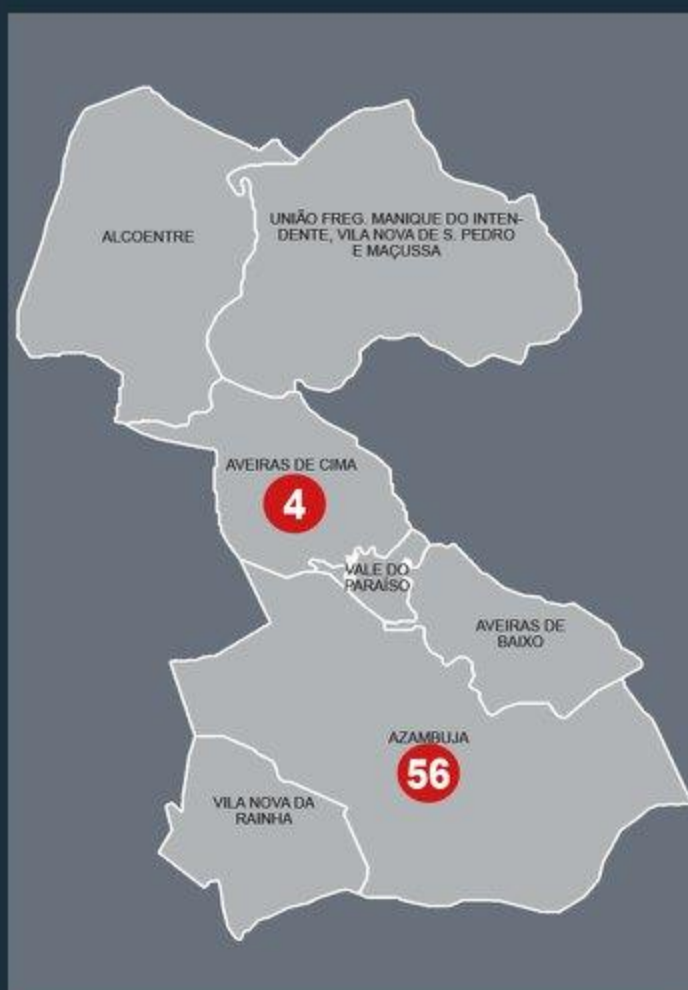 ALCOENTRE
UNIÃO FREG. MANIQUE DO INTEN-
DENTE, VILA NOVA DE S. PEDRO
E MAÇUSSA
AVEIRAS DE CIMA
4
VALE DO
PARAÍSO
AVEIRAS DE
BAIXO
AZAMBUJA
56
VILA NOVA DA
RAINHA